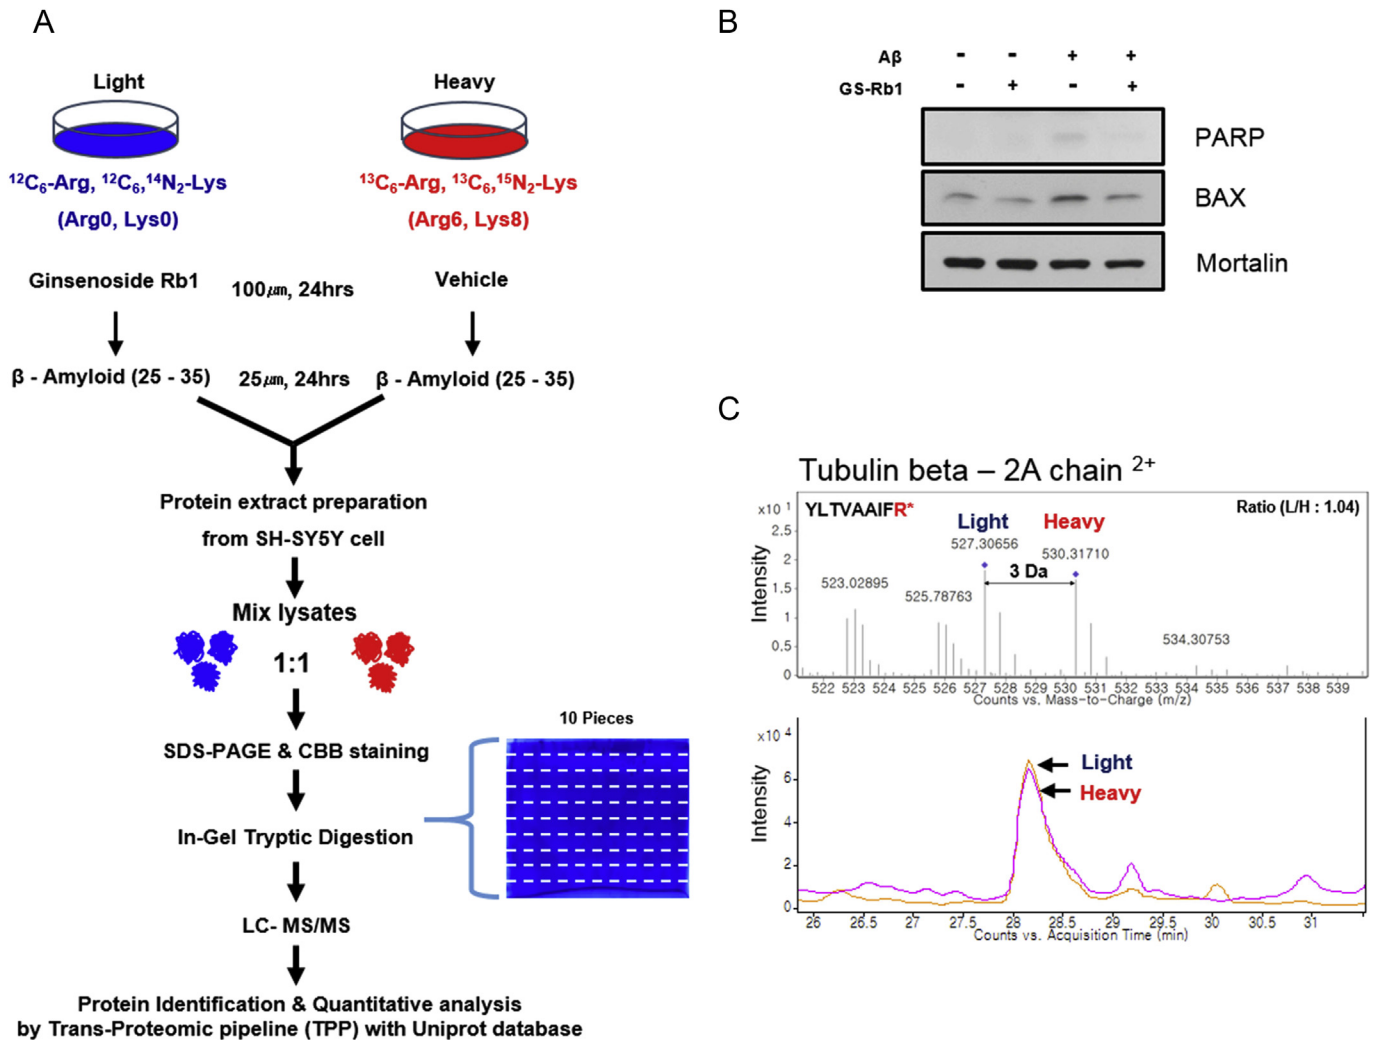 A
Light
Heavy
¹²C₆-Arg, ¹²C₆,¹⁴N₂-Lys
¹³C₆-Arg, ¹³C₆,¹⁵N₂-Lys
(Arg0, Lys0)
(Arg6, Lys8)
Ginsenoside Rb1
100㎛, 24hrs
Vehicle
β - Amyloid (25 - 35)
25㎛, 24hrs
β - Amyloid (25 - 35)
Protein extract preparation
from SH-SY5Y cell
Mix lysates
1:1
SDS-PAGE & CBB staining
10 Pieces
In-Gel Tryptic Digestion
LC- MS/MS
Protein Identification & Quantitative analysis
by Trans-Proteomic pipeline (TPP) with Uniprot database
B
Aβ - - + +
GS-Rb1 - + - +
PARP
BAX
Mortalin
C
Tubulin beta – 2A chain ²⁺
x10 ¹
YLTVAAIFR*
Ratio (L/H : 1.04)
Light
Heavy
527.30656
530.31710
3 Da
523.02895
525.78763
534.30753
Intensity
2.5
2
1.5
1
0.5
0
522 523 524 525 526 527 528 529 530 531 532 533 534 535 536 537 538 539
Counts vs. Mass-to-Charge (m/z)
x10 ⁴
Light
Heavy
Intensity
6
4
2
0
26 26.5 27 27.5 28 28.5 29 29.5 30 30.5 31
Counts vs. Acquisition Time (min)